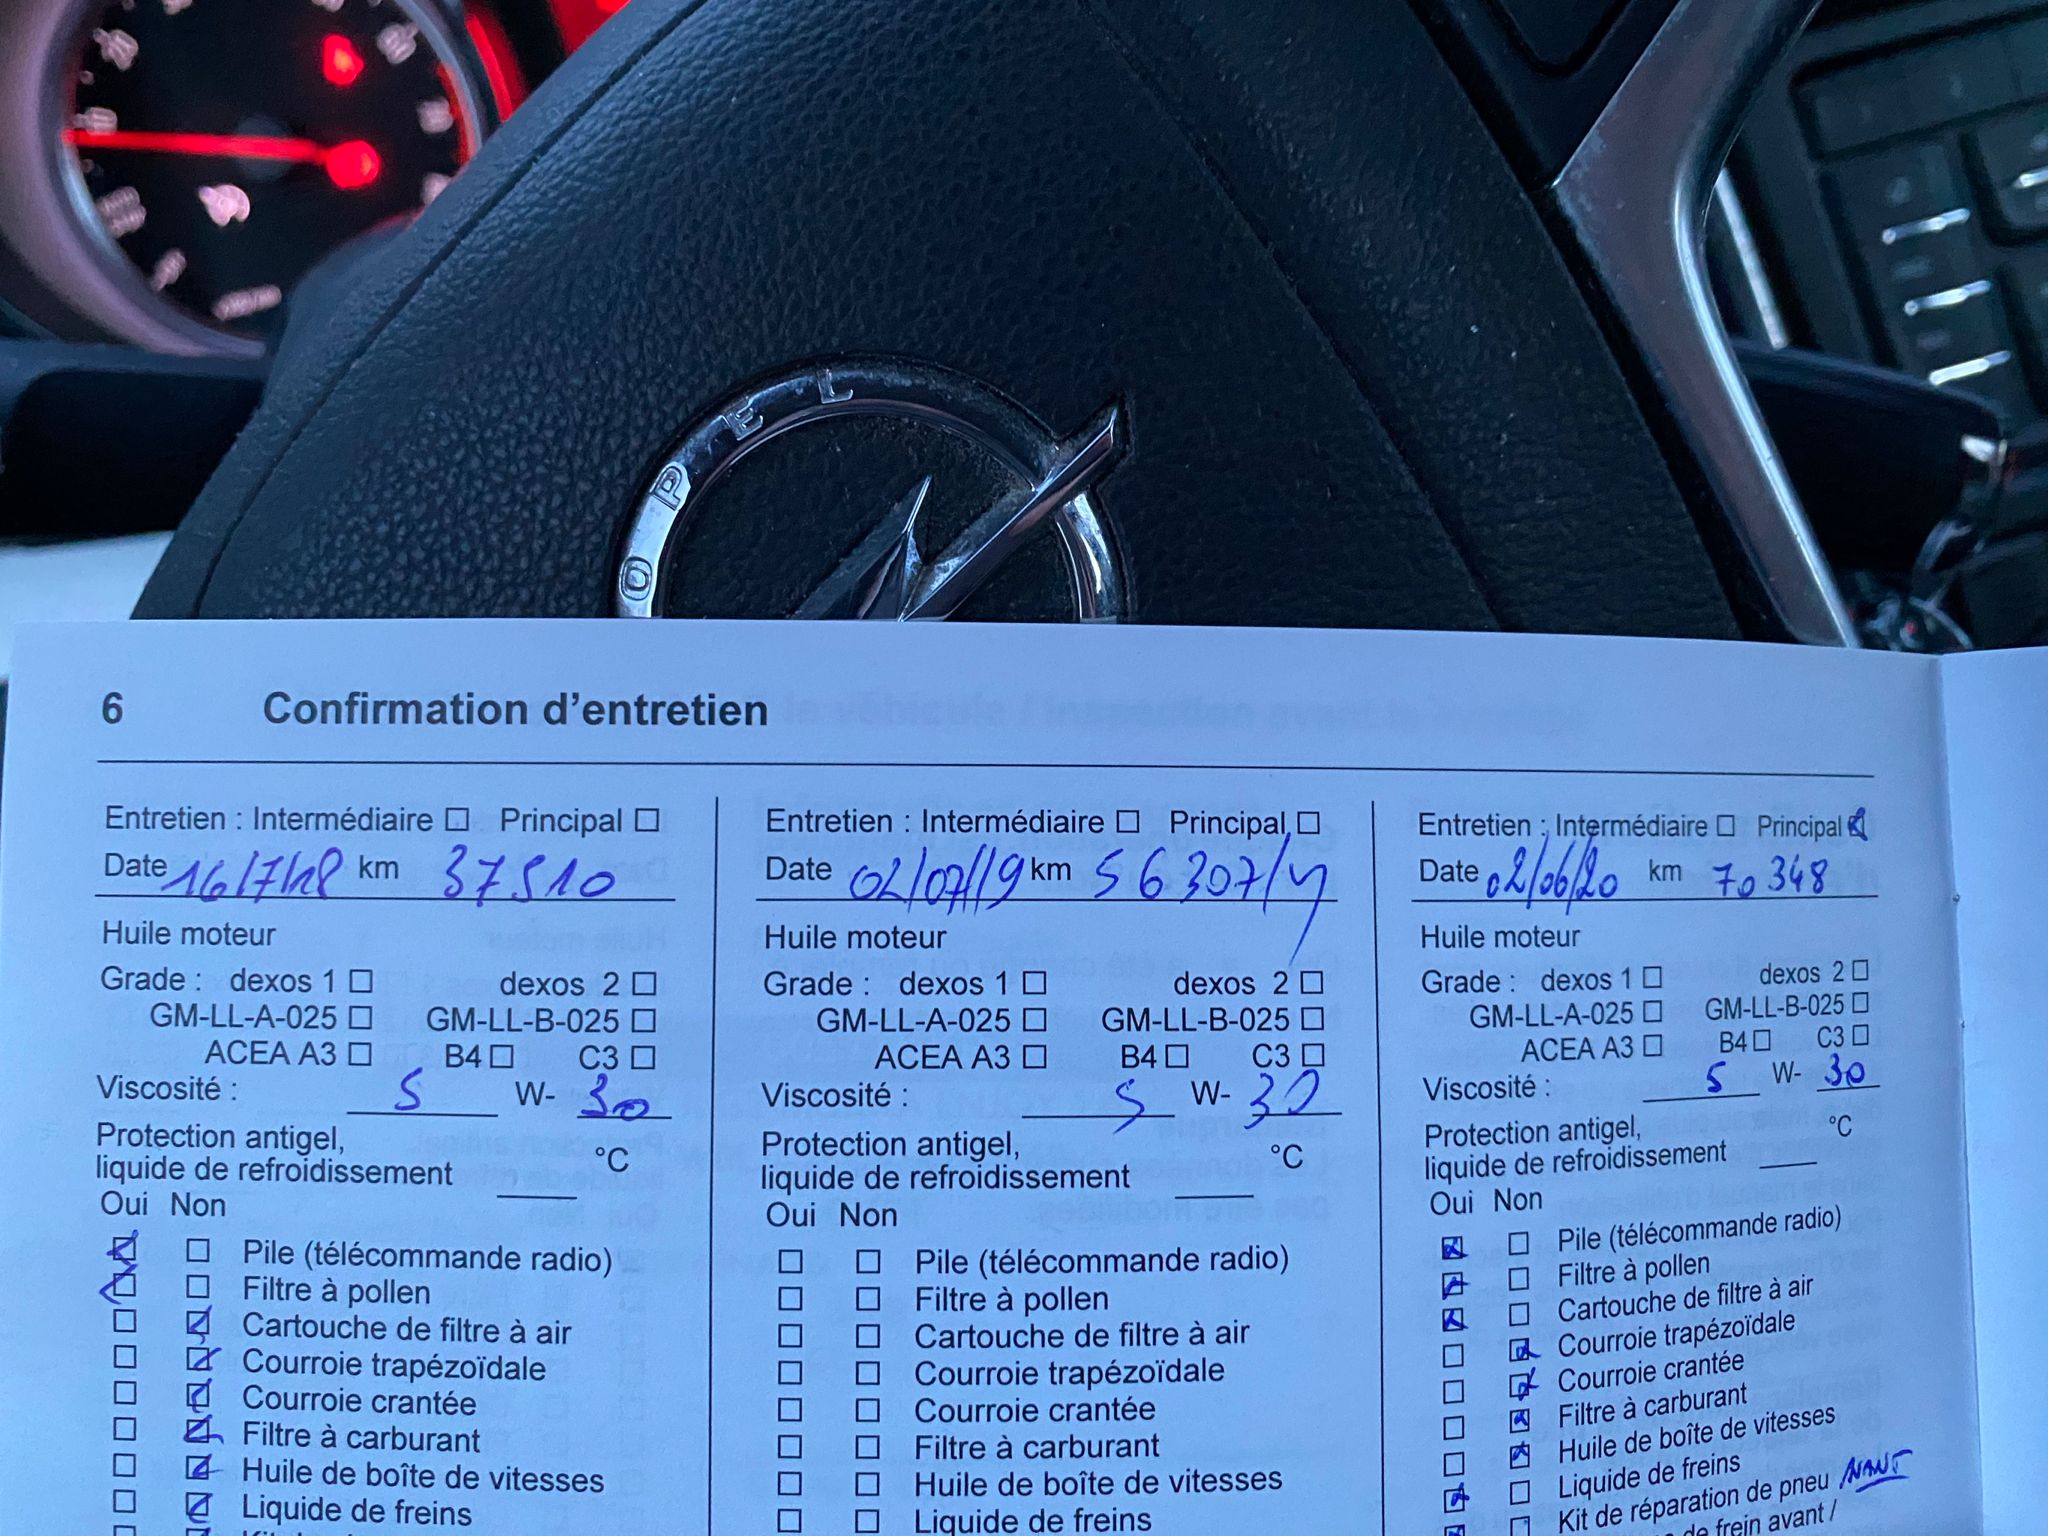 OPEL
6 Confirmation d'entretien
Entretien : Intermédiaire ☐ Principal ☐
Date 16/7/18 km 37510
Huile moteur
Grade : dexos 1 ☐ dexos 2 ☐
GM-LL-A-025 ☐ GM-LL-B-025 ☐
ACEA A3 ☐ B4 ☐ C3 ☐
Viscosité : 5 W- 30
Protection antigel,
liquide de refroidissement ____ °C
Oui Non
☒ ☐ Pile (télécommande radio)
☒ ☐ Filtre à pollen
☐ ☒ Cartouche de filtre à air
☐ ☒ Courroie trapézoïdale
☐ ☒ Courroie crantée
☐ ☒ Filtre à carburant
☐ ☒ Huile de boîte de vitesses
☐ ☒ Liquide de freins
Entretien : Intermédiaire ☐ Principal ☐
Date 02/07/19 km 56307
Huile moteur
Grade : dexos 1 ☐ dexos 2 ☐
GM-LL-A-025 ☐ GM-LL-B-025 ☐
ACEA A3 ☐ B4 ☐ C3 ☐
Viscosité : 5 W- 30
Protection antigel,
liquide de refroidissement ____ °C
Oui Non
☐ ☐ Pile (télécommande radio)
☐ ☐ Filtre à pollen
☐ ☐ Cartouche de filtre à air
☐ ☐ Courroie trapézoïdale
☐ ☐ Courroie crantée
☐ ☐ Filtre à carburant
☐ ☐ Huile de boîte de vitesses
☐ ☐ Liquide de freins
Entretien : Intermédiaire ☐ Principal ☒
Date 02/06/20 km 70348
Huile moteur
Grade : dexos 1 ☐ dexos 2 ☐
GM-LL-A-025 ☐ GM-LL-B-025 ☐
ACEA A3 ☐ B4 ☐ C3 ☐
Viscosité : 5 W- 30
Protection antigel,
liquide de refroidissement ____ °C
Oui Non
☒ ☐ Pile (télécommande radio)
☒ ☐ Filtre à pollen
☒ ☐ Cartouche de filtre à air
☐ ☒ Courroie trapézoïdale
☐ ☒ Courroie crantée
☐ ☒ Filtre à carburant
☐ ☒ Huile de boîte de vitesses
☒ ☐ Liquide de freins
☒ ☐ Kit de réparation de pneu
de frein avant /